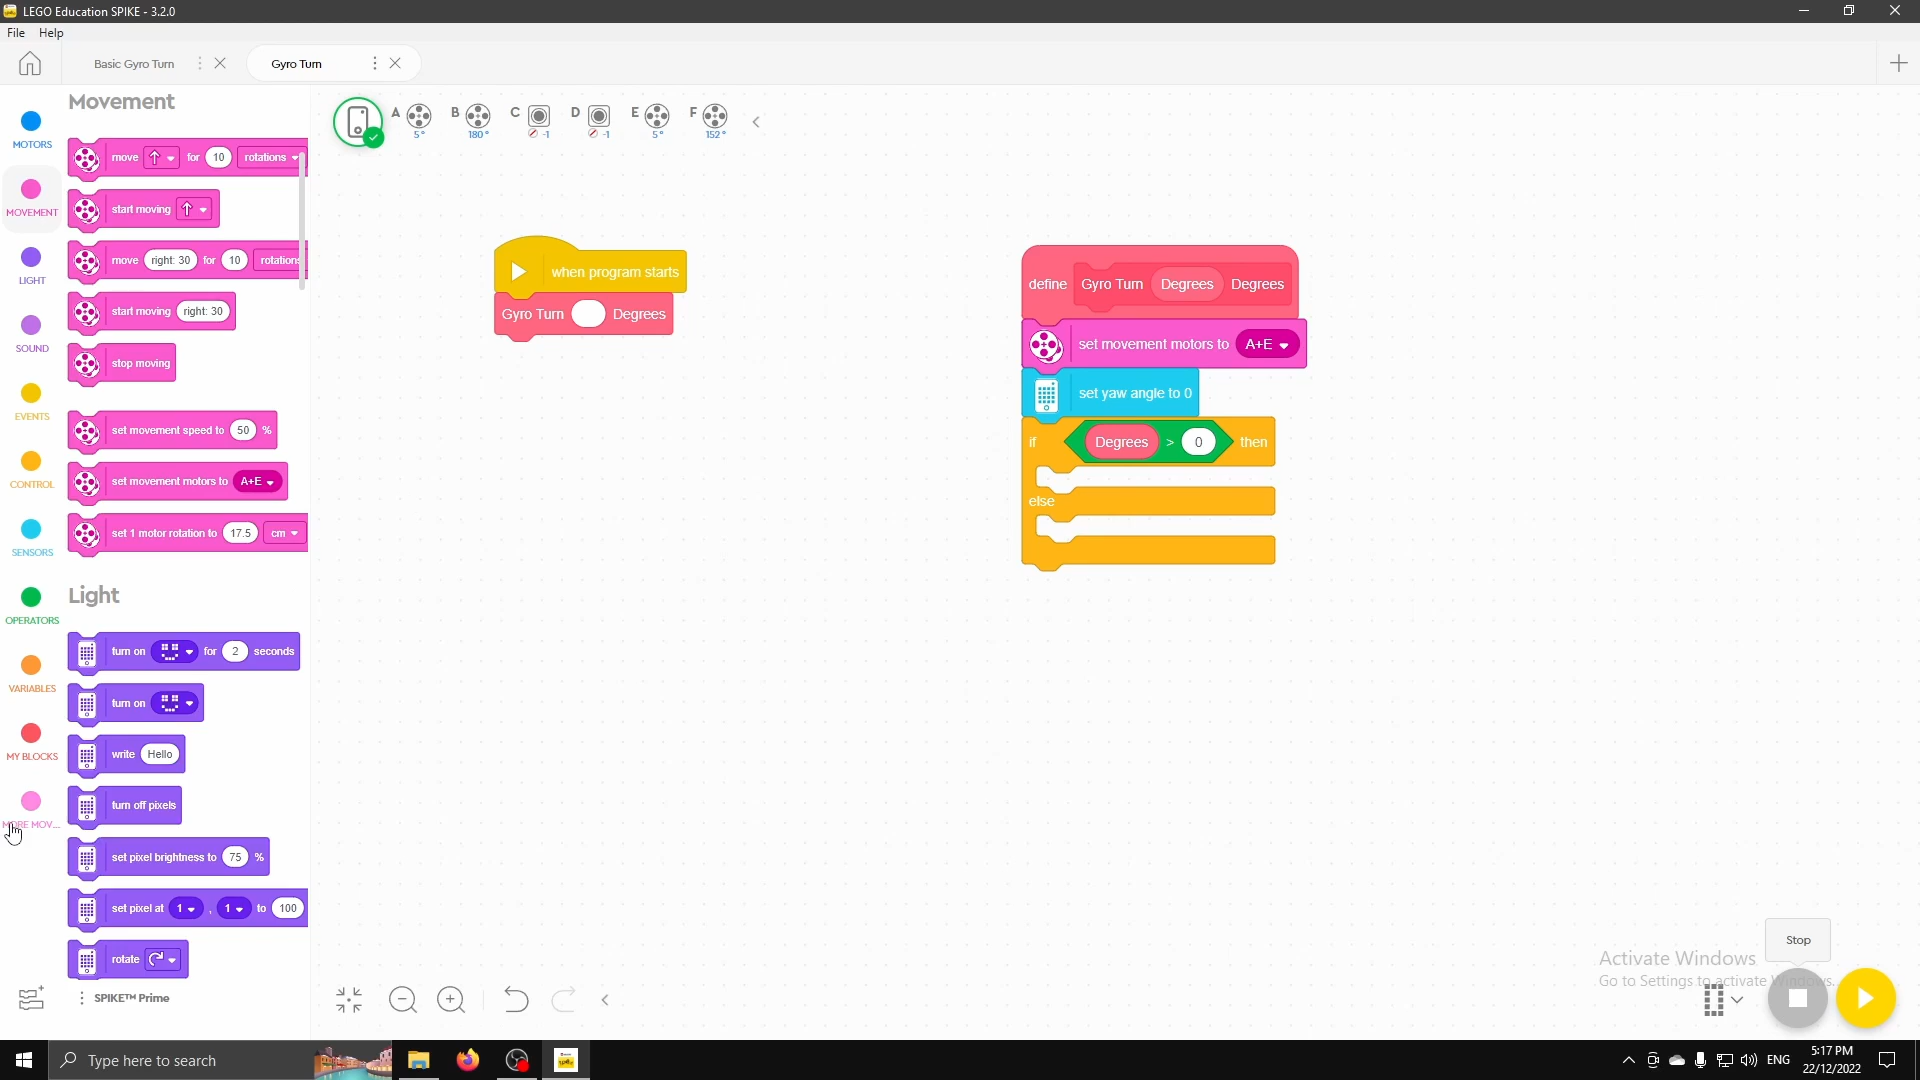 LEGO Education SPIKE - 3.2.0
File Help
Basic Gyro Turn
Gyro Turn
A 5°
B 180°
C -1
D -1
E 5°
F 152°
MOTORS
MOVEMENT
LIGHT
SOUND
EVENTS
CONTROL
SENSORS
OPERATORS
VARIABLES
MY BLOCKS
MORE MOV...
Movement
move for 10 rotations
start moving
move right: 30 for 10 rotations
start moving right: 30
stop moving
set movement speed to 50 %
set movement motors to A+E
set 1 motor rotation to 17.5 cm
Light
turn on for 2 seconds
turn on
write Hello
turn off pixels
set pixel brightness to 75 %
set pixel at 1 , 1 to 100
rotate
SPIKE™ Prime
when program starts
Gyro Turn Degrees
define Gyro Turn Degrees Degrees
set movement motors to A+E
set yaw angle to 0
if Degrees > 0 then
else
Stop
Activate Windows
Go to Settings to activate Windows.
Type here to search
ENG
5:17 PM
22/12/2022